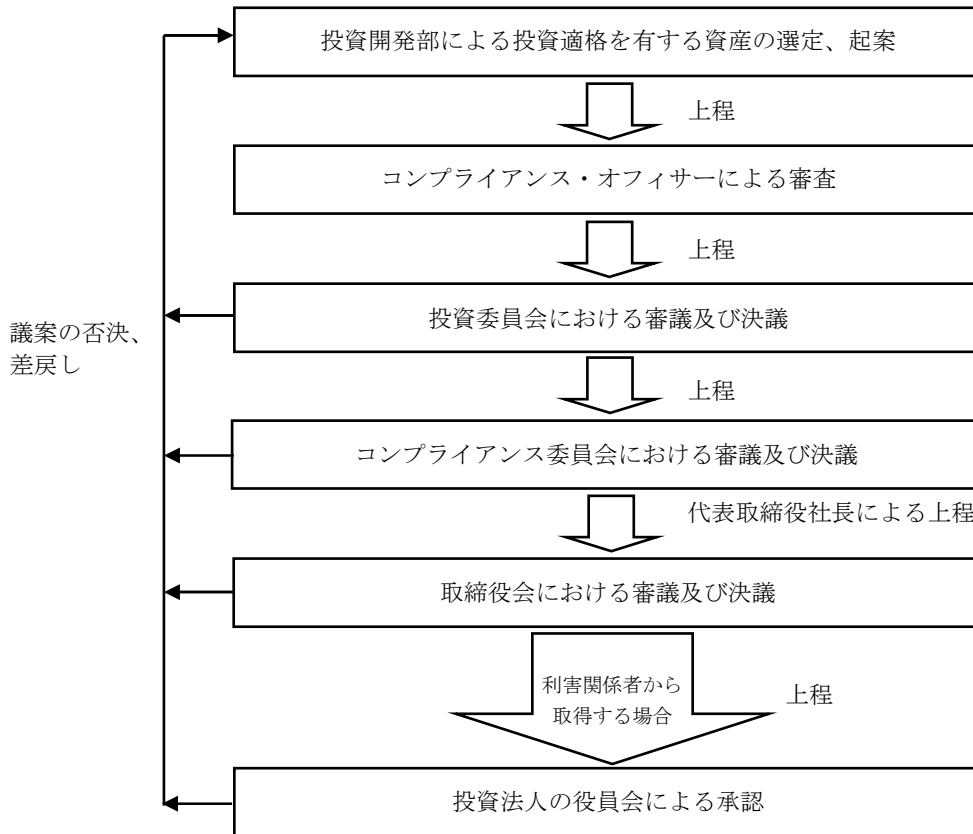 投資開発部による投資適格を有する資産の選定、起案
上程
コンプライアンス・オフィサーによる審査
上程
投資委員会における審議及び決議
議案の否決、
差戻し
上程
コンプライアンス委員会における審議及び決議
代表取締役社長による上程
取締役会における審議及び決議
利害関係者から
取得する場合
上程
投資法人の役員会による承認